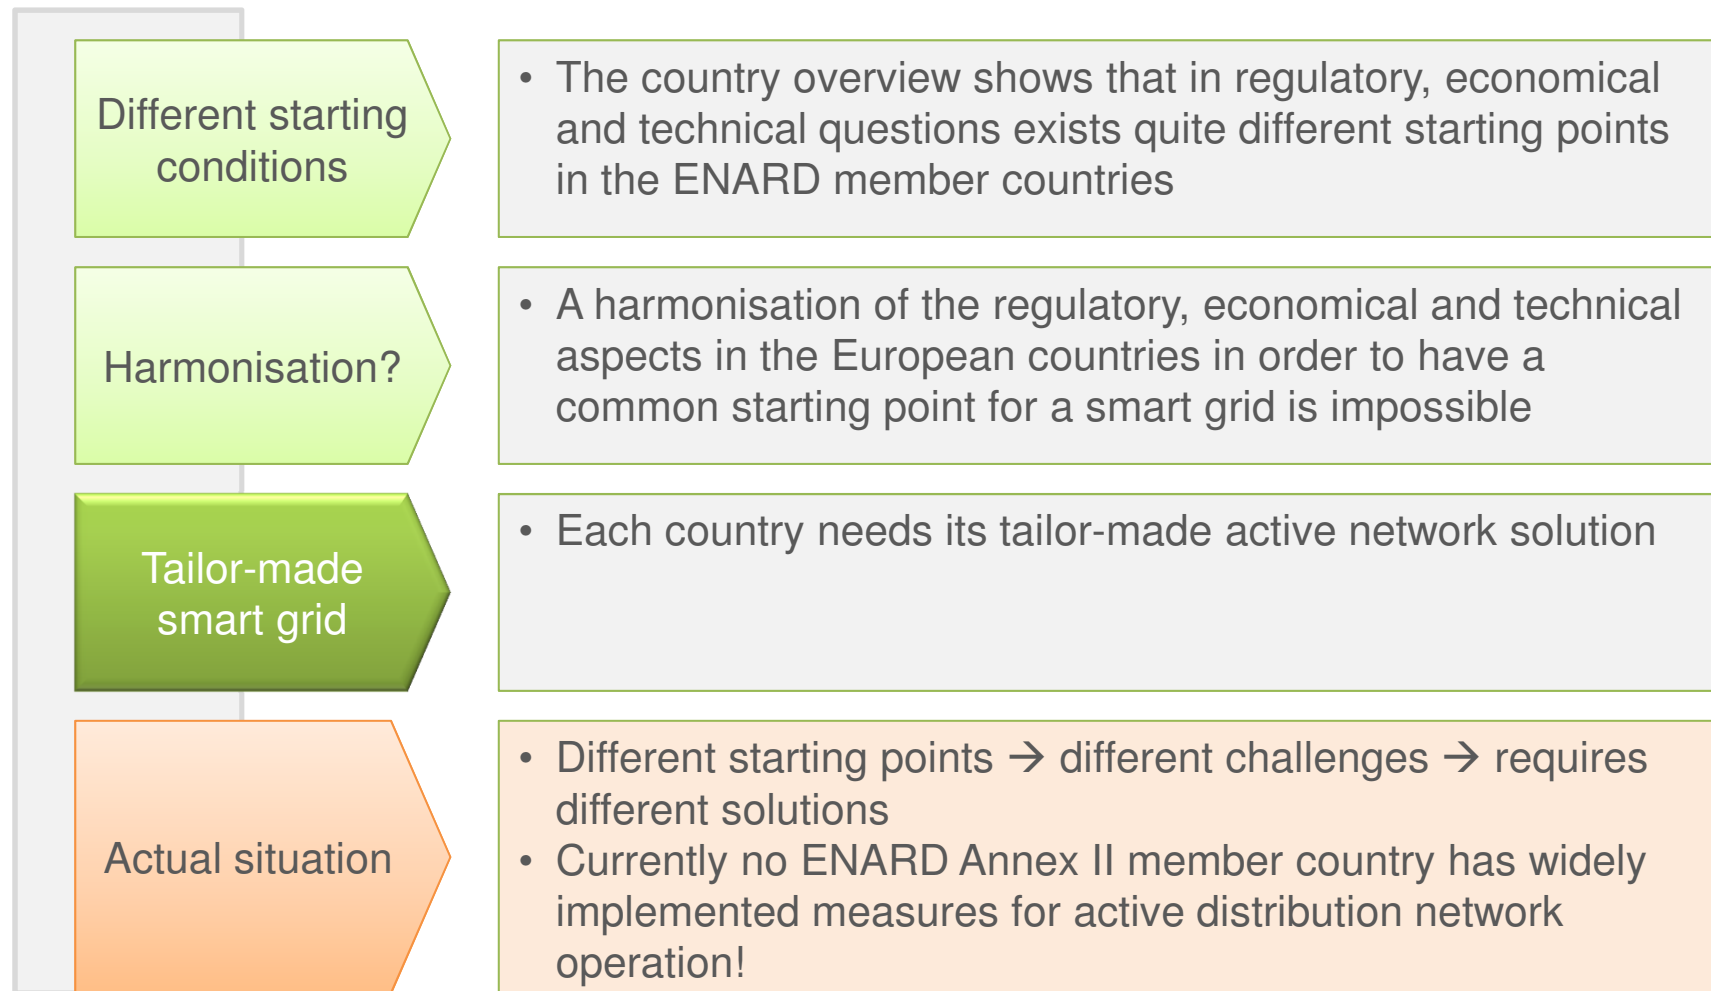 Different starting
conditions
• The country overview shows that in regulatory, economical
and technical questions exists quite different starting points
in the ENARD member countries
Harmonisation?
• A harmonisation of the regulatory, economical and technical
aspects in the European countries in order to have a
common starting point for a smart grid is impossible
Tailor-made
smart grid
• Each country needs its tailor-made active network solution
Actual situation
• Different starting points → different challenges → requires
different solutions
• Currently no ENARD Annex II member country has widely
implemented measures for active distribution network
operation!